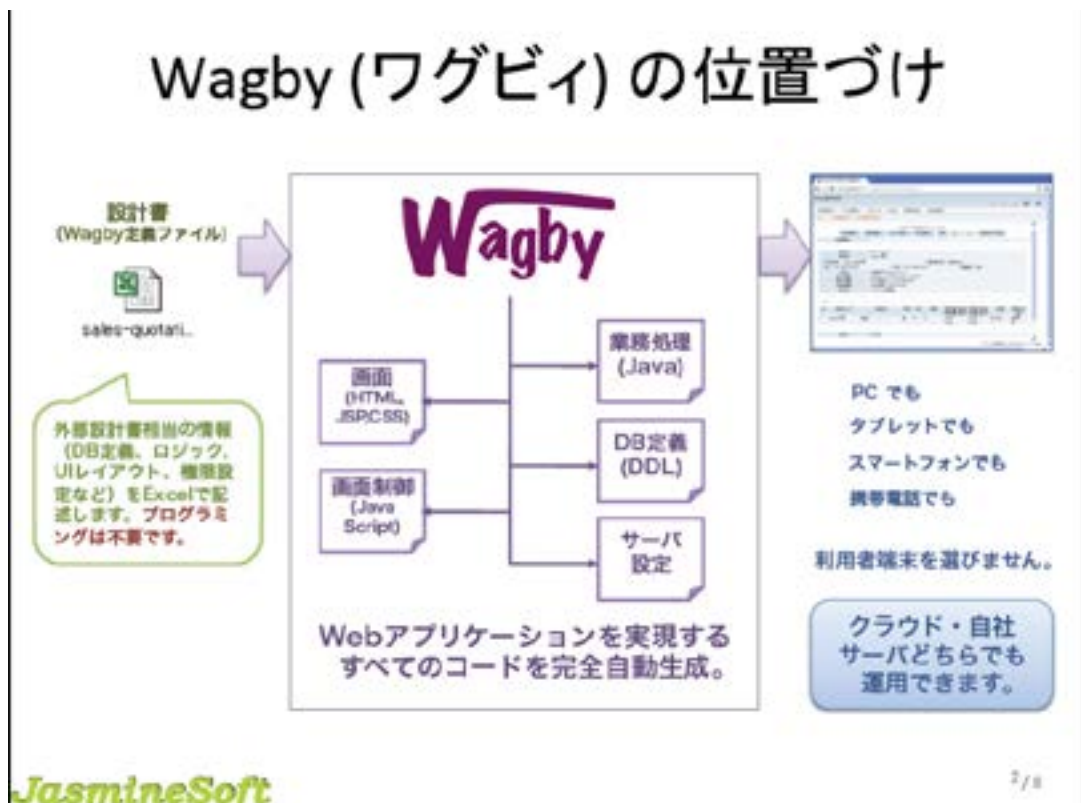 Wagby (ワグビィ) の位置づけ
設計書
(Wagby定義ファイル)
sales-quotati..
外部設計書相当の情報
(DB定義、ロジック、
UIレイアウト、権限設
定など)をExcelで記
述します。プログラミ
ングは不要です。
Wagby
画面
(HTML,
JSP,CSS)
画面制御
(Java
Script)
業務処理
(Java)
DB定義
(DDL)
サーバ
設定
Webアプリケーションを実現する
すべてのコードを完全自動生成。
PC でも
タブレットでも
スマートフォンでも
携帯電話でも
利用者端末を選びません。
クラウド・自社
サーバどちらでも
運用できます。
JasmineSoft